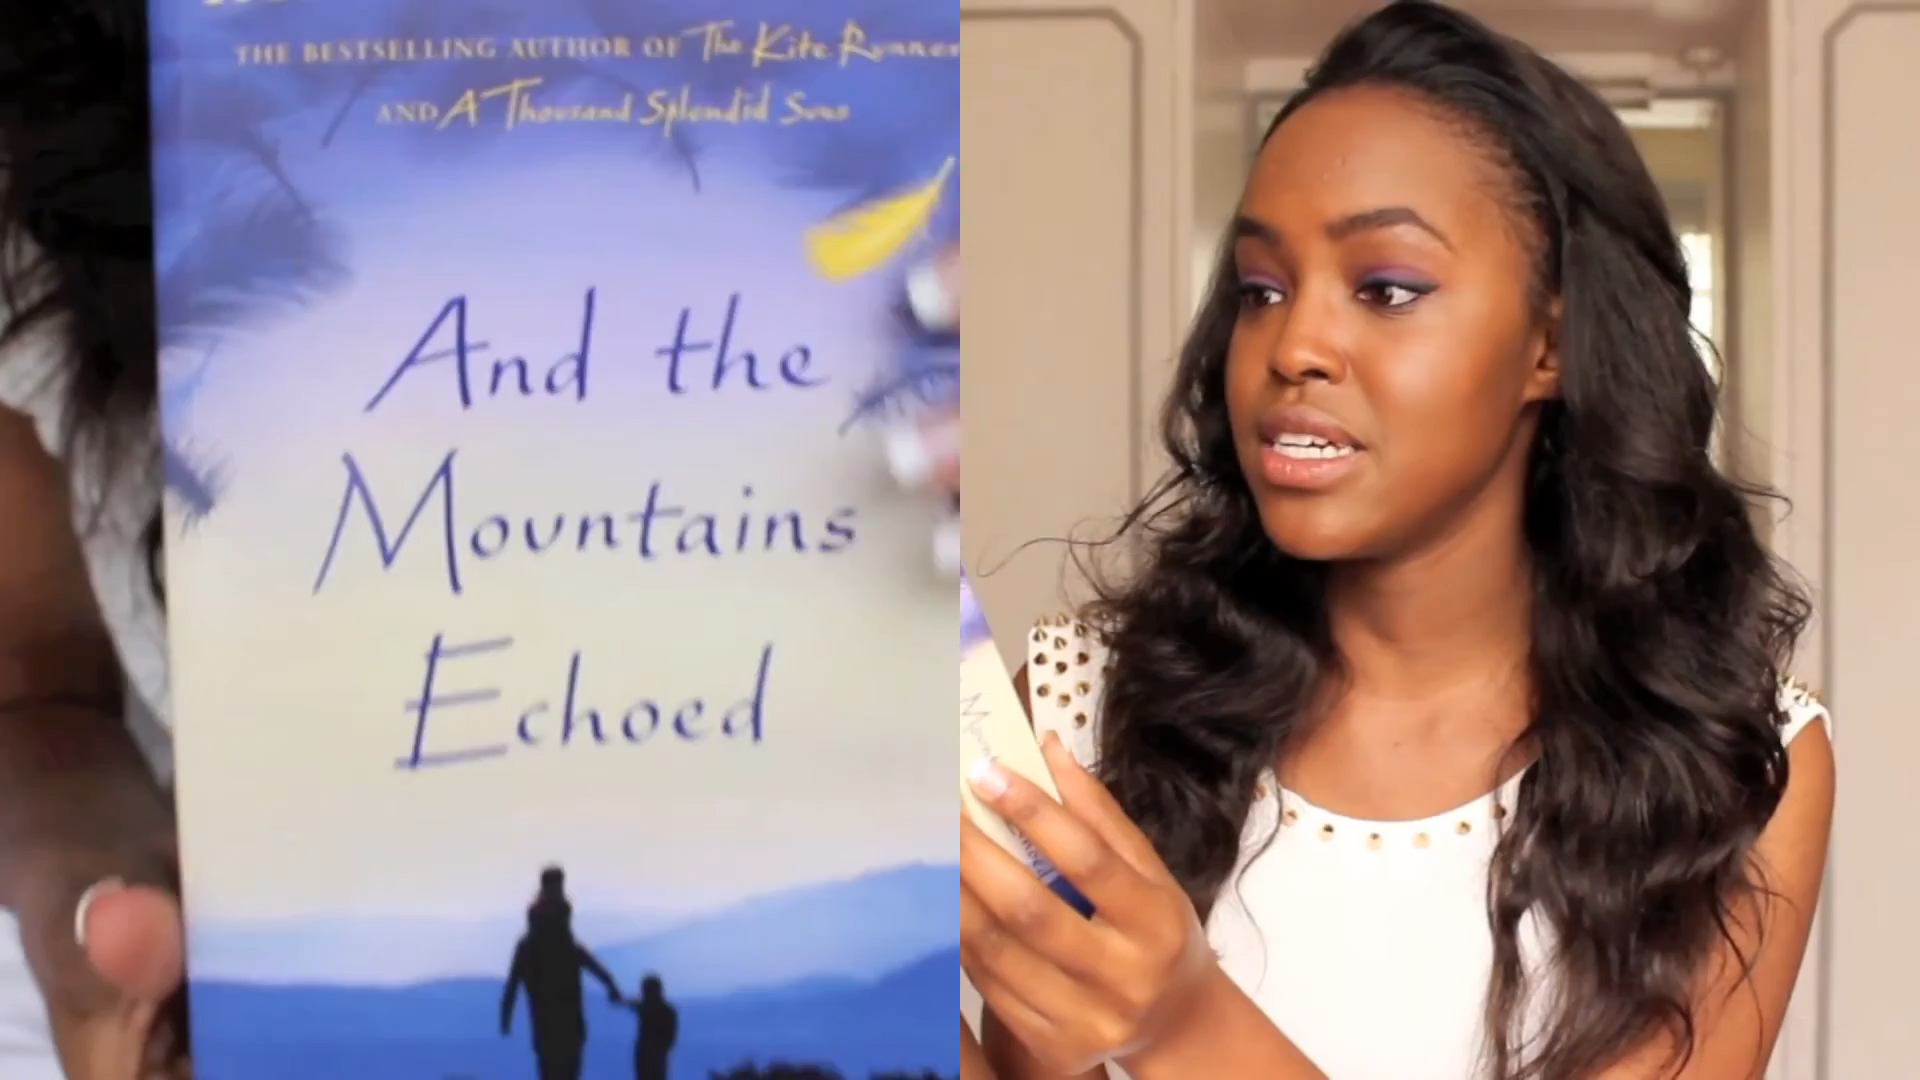 THE BESTSELLING AUTHOR OF The Kite Runner
AND A Thousand Splendid Suns
And the
Mountains
Echoed